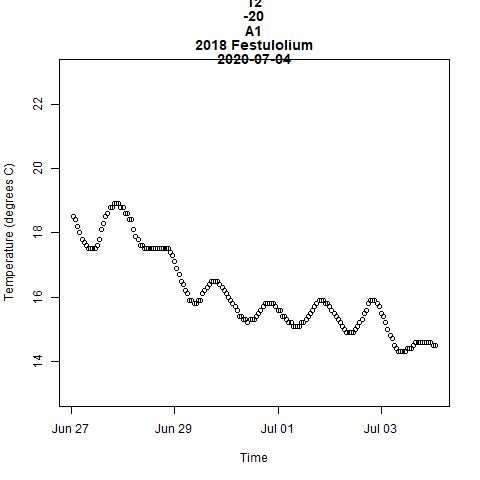 T2
-20
A1
2018 Festulolium
2020-07-04
Temperature (degrees C)
22
20
18
16
14
Jun 27 Jun 29 Jul 01 Jul 03
Time